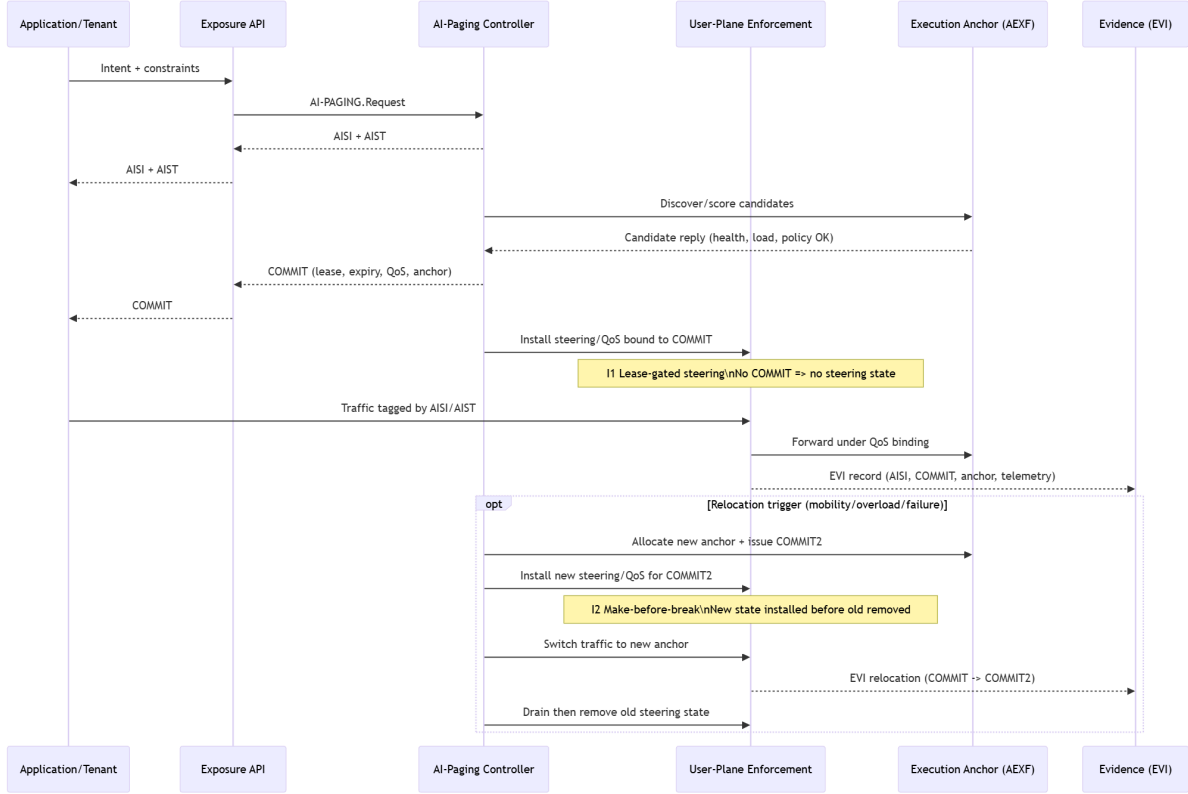 Application/Tenant
Exposure API
AI-Paging Controller
User-Plane Enforcement
Execution Anchor (AEXF)
Evidence (EVI)
Intent + constraints
AI-PAGING.Request
AISI + AIST
AISI + AIST
Discover/score candidates
Candidate reply (health, load, policy OK)
COMMIT (lease, expiry, QoS, anchor)
COMMIT
Install steering/QoS bound to COMMIT
I1 Lease-gated steering\nNo COMMIT => no steering state
Traffic tagged by AISI/AIST
Forward under QoS binding
EVI record (AISI, COMMIT, anchor, telemetry)
opt
[Relocation trigger (mobility/overload/failure)]
Allocate new anchor + issue COMMIT2
Install new steering/QoS for COMMIT2
I2 Make-before-break\nNew state installed before old removed
Switch traffic to new anchor
EVI relocation (COMMIT -> COMMIT2)
Drain then remove old steering state
Application/Tenant
Exposure API
AI-Paging Controller
User-Plane Enforcement
Execution Anchor (AEXF)
Evidence (EVI)